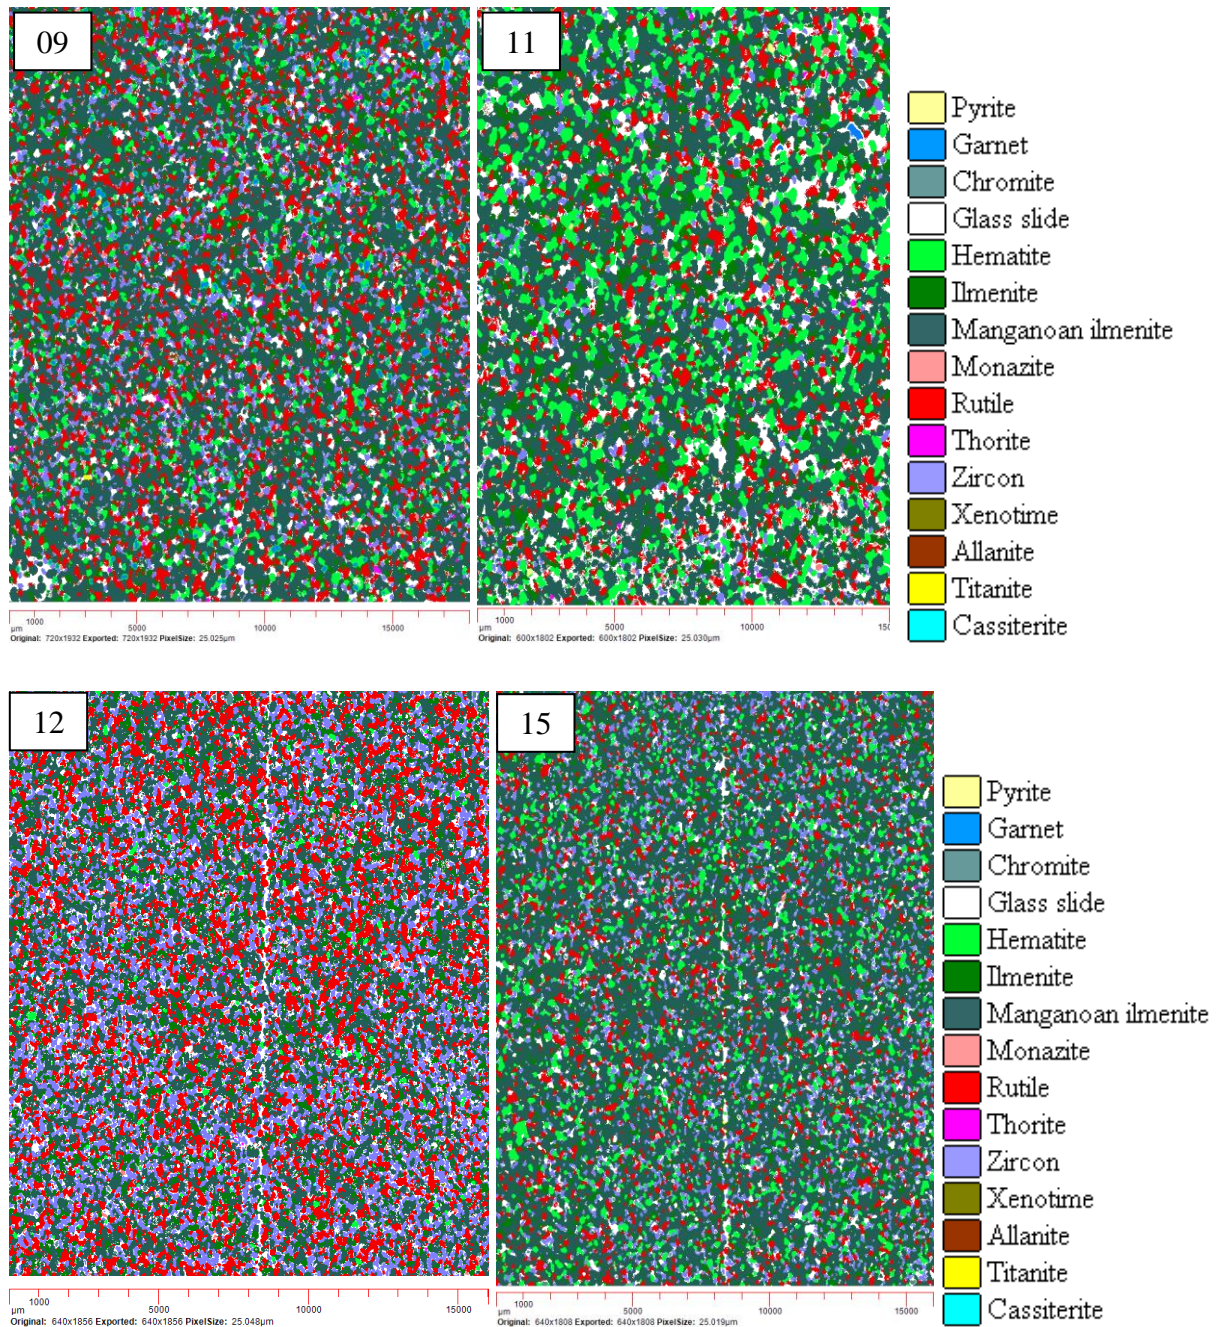 09
11
Pyrite
Garnet
Chromite
Glass slide
Hematite
Ilmenite
Manganoan ilmenite
Monazite
Rutile
Thorite
Zircon
Xenotime
Allanite
Titanite
Cassiterite
µm 1000 5000 10000 15000
Original: 720x1932 Exported: 720x1932 PixelSize: 25.025µm
µm 1000 5000 10000 15(
Original: 600x1802 Exported: 600x1802 PixelSize: 25.030µm
12
15
Pyrite
Garnet
Chromite
Glass slide
Hematite
Ilmenite
Manganoan ilmenite
Monazite
Rutile
Thorite
Zircon
Xenotime
Allanite
Titanite
Cassiterite
µm 1000 5000 10000 15000
Original: 640x1856 Exported: 640x1856 PixelSize: 25.048µm
µm 1000 5000 10000 15000
Original: 640x1808 Exported: 640x1808 PixelSize: 25.019µm